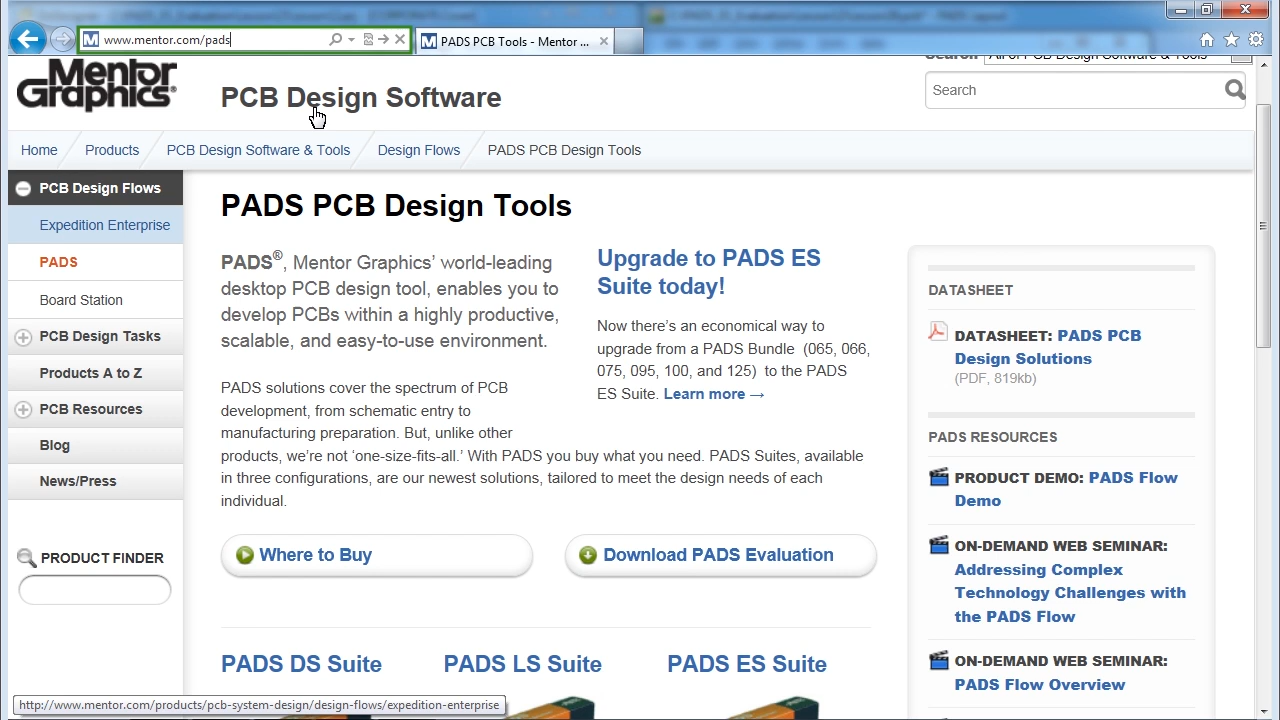 www.mentor.com/pads
PADS PCB Tools - Mentor ...
Mentor
Graphics
PCB Design Software
Search
All of PCB Design Software & Tools
Search
Home
Products
PCB Design Software & Tools
Design Flows
PADS PCB Design Tools
PCB Design Flows
Expedition Enterprise
PADS
Board Station
PCB Design Tasks
Products A to Z
PCB Resources
Blog
News/Press
PRODUCT FINDER
PADS PCB Design Tools
PADS®, Mentor Graphics’ world-leading
desktop PCB design tool, enables you to
develop PCBs within a highly productive,
scalable, and easy-to-use environment.
Upgrade to PADS ES
Suite today!
Now there’s an economical way to
upgrade from a PADS Bundle (065, 066,
075, 095, 100, and 125) to the PADS
ES Suite. Learn more →
PADS solutions cover the spectrum of PCB
development, from schematic entry to
manufacturing preparation. But, unlike other
products, we’re not ‘one-size-fits-all.’ With PADS you buy what you need. PADS Suites, available
in three configurations, are our newest solutions, tailored to meet the design needs of each
individual.
Where to Buy
Download PADS Evaluation
PADS DS Suite
PADS LS Suite
PADS ES Suite
DATASHEET
DATASHEET: PADS PCB
Design Solutions
(PDF, 819kb)
PADS RESOURCES
PRODUCT DEMO: PADS Flow
Demo
ON-DEMAND WEB SEMINAR:
Addressing Complex
Technology Challenges with
the PADS Flow
ON-DEMAND WEB SEMINAR:
PADS Flow Overview
http://www.mentor.com/products/pcb-system-design/design-flows/expedition-enterprise